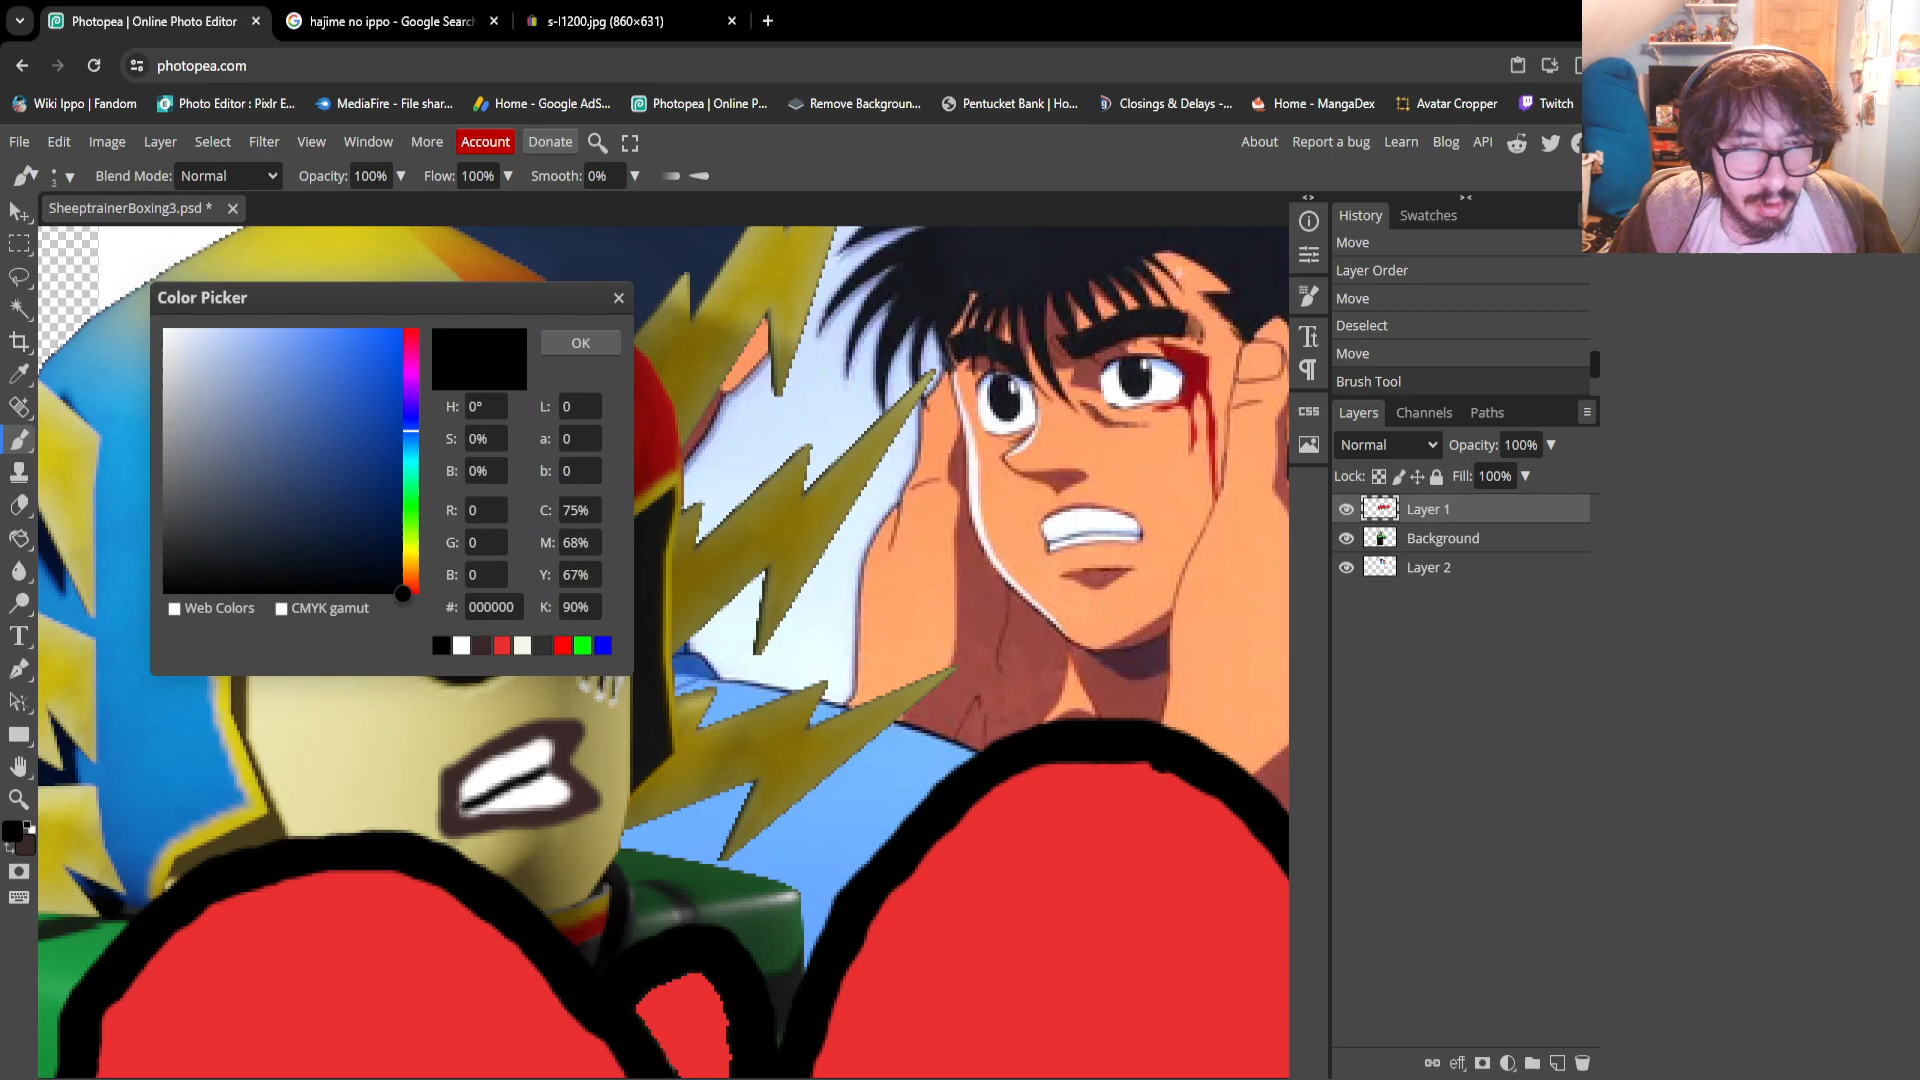 Photopea | Online Photo Editor
hajime no ippo - Google Search
s-l1200.jpg (860×631)
photopea.com
Wiki Ippo | Fandom
Photo Editor : Pixlr E...
MediaFire - File shar...
Home - Google AdS...
Photopea | Online P...
Remove Backgroun...
Pentucket Bank | Ho...
Closings & Delays -...
Home - MangaDex
Avatar Cropper
Twitch
File Edit Image Layer Select Filter View Window More Account Donate
About Report a bug Learn Blog API
3
Blend Mode: Normal Opacity: 100% Flow: 100% Smooth: 0%
SheeptrainerBoxing3.psd *
Color Picker
OK
H: 0° L: 0
S: 0% a: 0
B: 0% b: 0
R: 0 C: 75%
G: 0 M: 68%
B: 0 Y: 67%
#: 000000 K: 90%
Web Colors CMYK gamut
CSS
History Swatches
Move
Layer Order
Move
Deselect
Move
Brush Tool
Layers Channels Paths
Normal Opacity: 100%
Lock: Fill: 100%
Layer 1
Background
Layer 2
eff